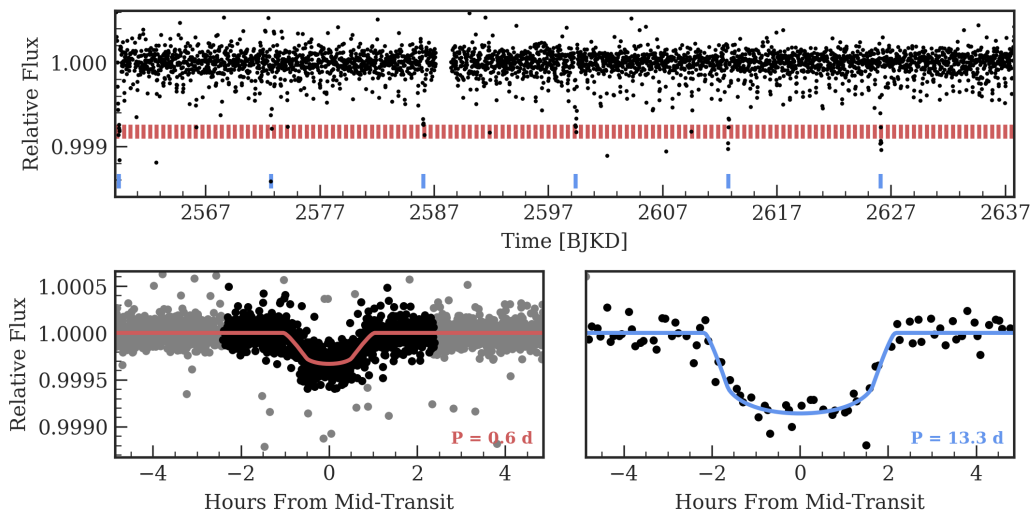 Relative Flux
1.000
0.999
2567 2577 2587 2597 2607 2617 2627 2637
Time [BJKD]
Relative Flux
1.0005
1.0000
0.9995
0.9990
P = 0.6 d
−4 −2 0 2 4
Hours From Mid-Transit
P = 13.3 d
−4 −2 0 2 4
Hours From Mid-Transit